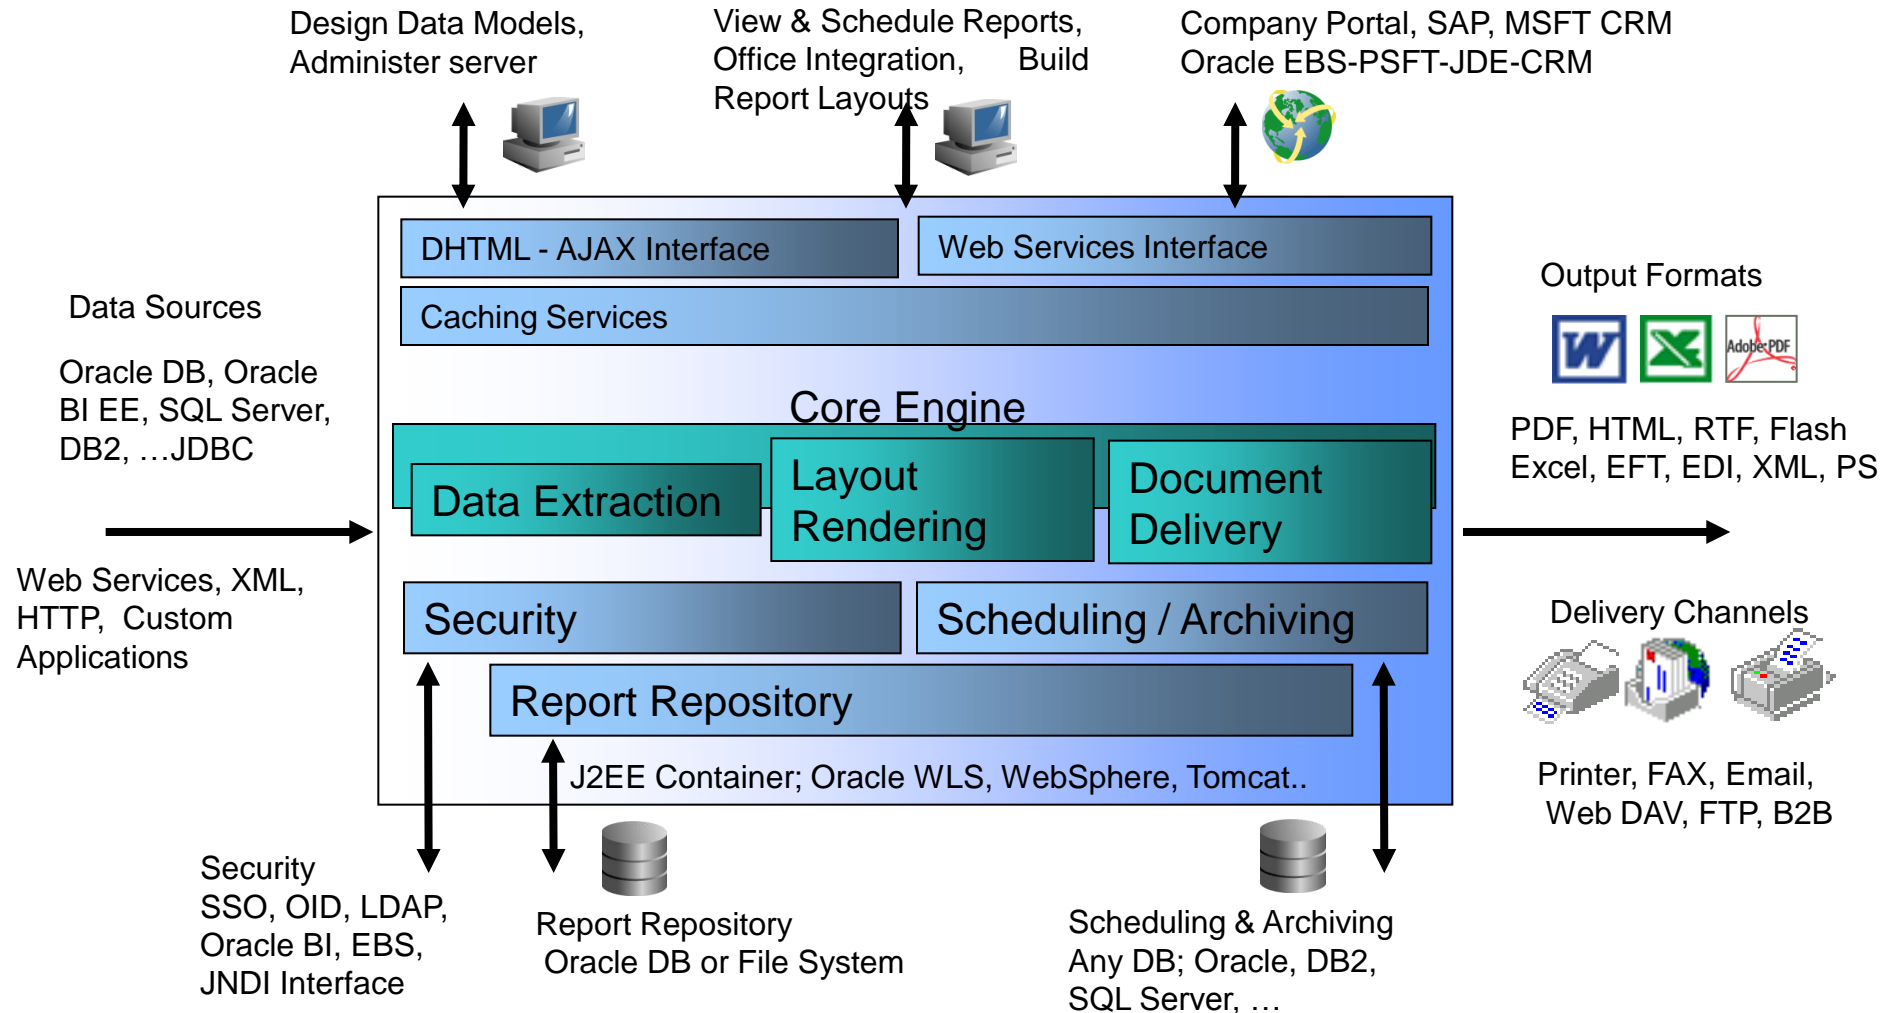 Design Data Models,
Administer server
View & Schedule Reports,
Office Integration, Build
Report Layouts
Company Portal, SAP, MSFT CRM
Oracle EBS-PSFT-JDE-CRM
DHTML - AJAX Interface
Web Services Interface
Caching Services
Data Sources
Oracle DB, Oracle
BI EE, SQL Server,
DB2, …JDBC
Web Services, XML,
HTTP, Custom
Applications
Core Engine
Data Extraction
Layout
Rendering
Document
Delivery
Security
Scheduling / Archiving
Report Repository
J2EE Container; Oracle WLS, WebSphere, Tomcat..
Output Formats
W
X
Adobe PDF
PDF, HTML, RTF, Flash
Excel, EFT, EDI, XML, PS
Delivery Channels
Printer, FAX, Email,
Web DAV, FTP, B2B
Security
SSO, OID, LDAP,
Oracle BI, EBS,
JNDI Interface
Report Repository
Oracle DB or File System
Scheduling & Archiving
Any DB; Oracle, DB2,
SQL Server, …